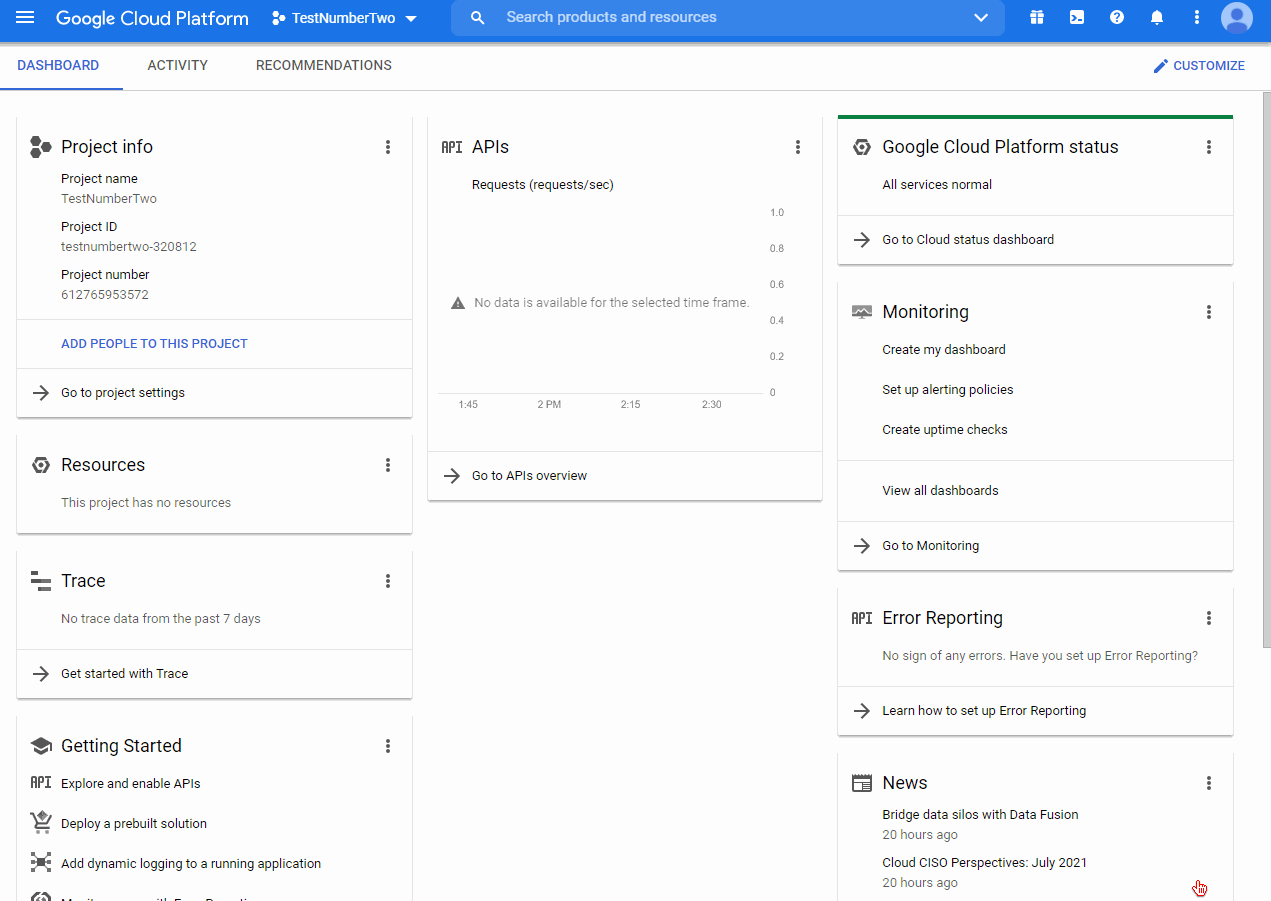 Google Cloud Platform
TestNumberTwo
Search products and resources
DASHBOARD
ACTIVITY
RECOMMENDATIONS
CUSTOMIZE
Project info
Project name
TestNumberTwo
Project ID
testnumbertwo-320812
Project number
612765953572
ADD PEOPLE TO THIS PROJECT
Go to project settings
Resources
This project has no resources
Trace
No trace data from the past 7 days
Get started with Trace
Getting Started
API Explore and enable APIs
Deploy a prebuilt solution
Add dynamic logging to a running application
API APIs
Requests (requests/sec)
1.0
0.8
No data is available for the selected time frame.
0.6
0.4
0.2
0
1:45 2 PM 2:15 2:30
Go to APIs overview
Google Cloud Platform status
All services normal
Go to Cloud status dashboard
Monitoring
Create my dashboard
Set up alerting policies
Create uptime checks
View all dashboards
Go to Monitoring
API Error Reporting
No sign of any errors. Have you set up Error Reporting?
Learn how to set up Error Reporting
News
Bridge data silos with Data Fusion
20 hours ago
Cloud CISO Perspectives: July 2021
20 hours ago